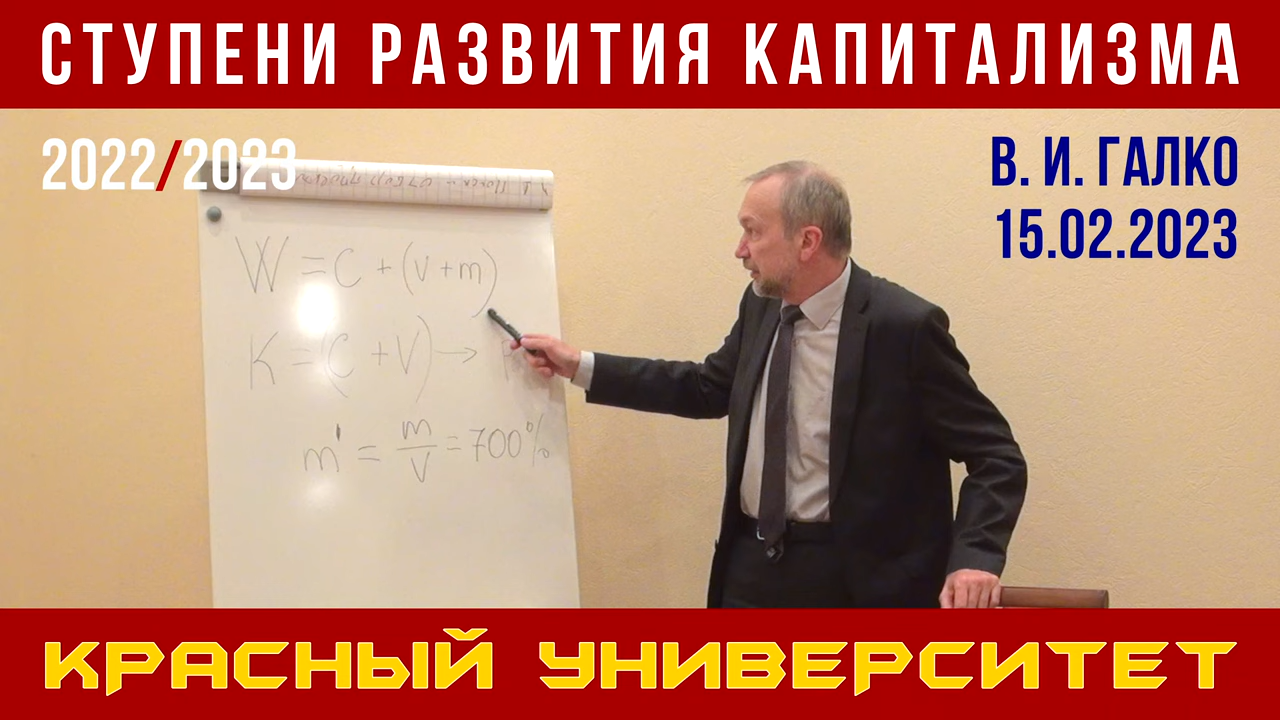 СТУПЕНИ РАЗВИТИЯ КАПИТАЛИЗМА
2022/2023
В. И. ГАЛКО
15.02.2023
W = C + (V + m)
K = (C + V) →
m' = m/V = 700%
КРАСНЫЙ УНИВЕРСИТЕТ